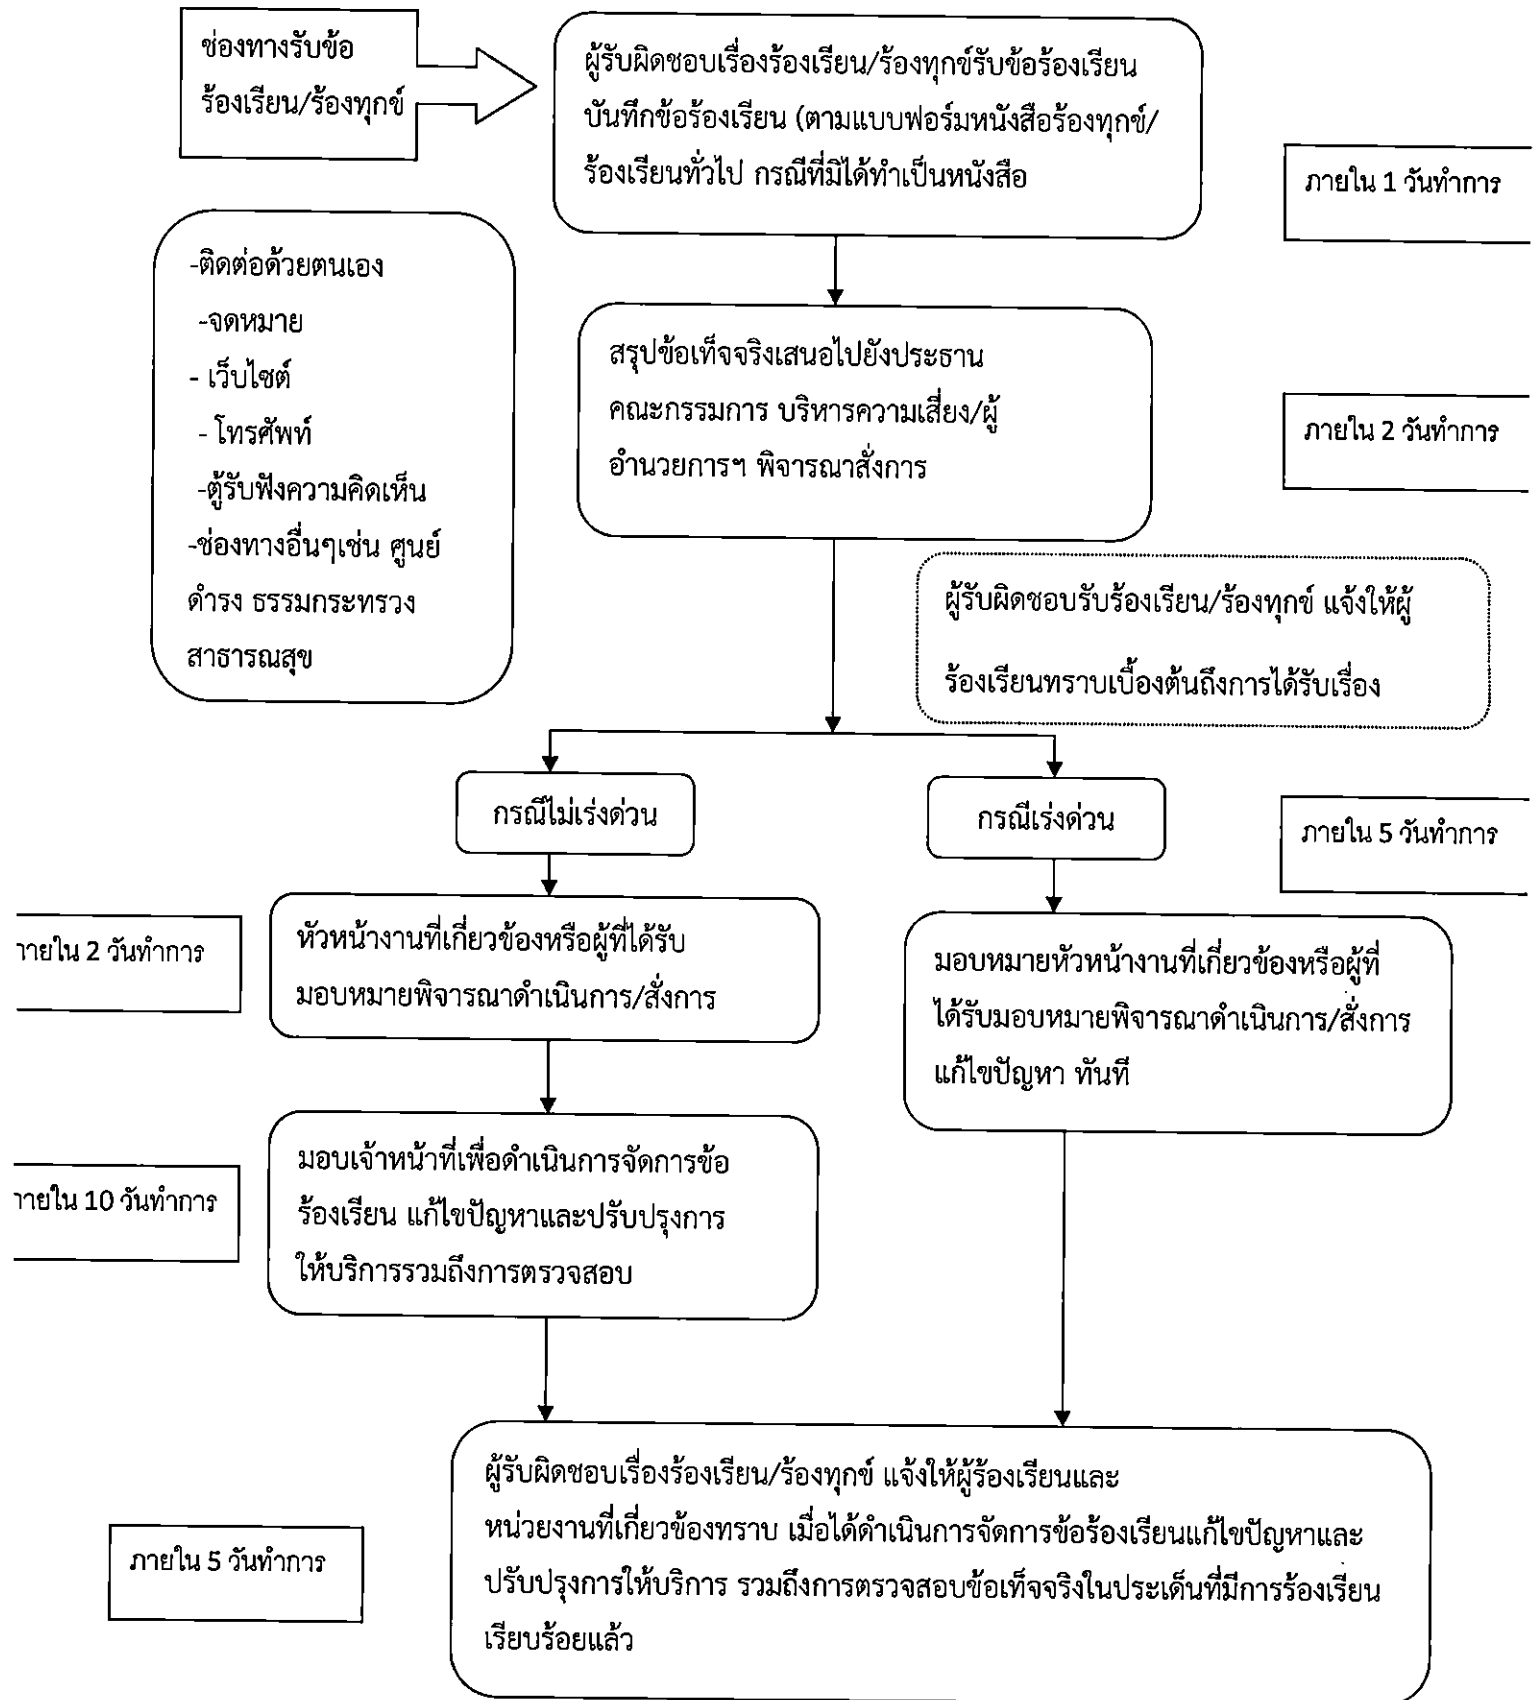 ช่องทางรับข้อ
ร้องเรียน/ร้องทุกข์
ผู้รับผิดชอบเรื่องร้องเรียน/ร้องทุกข์รับข้อร้องเรียน
บันทึกข้อร้องเรียน (ตามแบบฟอร์มหนังสือร้องทุกข์/
ร้องเรียนทั่วไป กรณีที่มิได้ทำเป็นหนังสือ
ภายใน 1 วันทำการ
-ติดต่อด้วยตนเอง
-จดหมาย
- เว็บไซต์
- โทรศัพท์
-ตู้รับฟังความคิดเห็น
-ช่องทางอื่นๆเช่น ศูนย์
ดำรง ธรรมกระทรวง
สาธารณสุข
สรุปข้อเท็จจริงเสนอไปยังประธาน
คณะกรรมการ บริหารความเสี่ยง/ผู้
อำนวยการฯ พิจารณาสั่งการ
ภายใน 2 วันทำการ
ผู้รับผิดชอบรับร้องเรียน/ร้องทุกข์ แจ้งให้ผู้
ร้องเรียนทราบเบื้องต้นถึงการได้รับเรื่อง
กรณีไม่เร่งด่วน
กรณีเร่งด่วน
ภายใน 5 วันทำการ
ภายใน 2 วันทำการ
หัวหน้างานที่เกี่ยวข้องหรือผู้ที่ได้รับ
มอบหมายพิจารณาดำเนินการ/สั่งการ
มอบหมายหัวหน้างานที่เกี่ยวข้องหรือผู้ที่
ได้รับมอบหมายพิจารณาดำเนินการ/สั่งการ
แก้ไขปัญหา ทันที
ภายใน 10 วันทำการ
มอบเจ้าหน้าที่เพื่อดำเนินการจัดการข้อ
ร้องเรียน แก้ไขปัญหาและปรับปรุงการ
ให้บริการรวมถึงการตรวจสอบ
ภายใน 5 วันทำการ
ผู้รับผิดชอบเรื่องร้องเรียน/ร้องทุกข์ แจ้งให้ผู้ร้องเรียนและ
หน่วยงานที่เกี่ยวข้องทราบ เมื่อได้ดำเนินการจัดการข้อร้องเรียนแก้ไขปัญหาและ
ปรับปรุงการให้บริการ รวมถึงการตรวจสอบข้อเท็จจริงในประเด็นที่มีการร้องเรียน
เรียบร้อยแล้ว